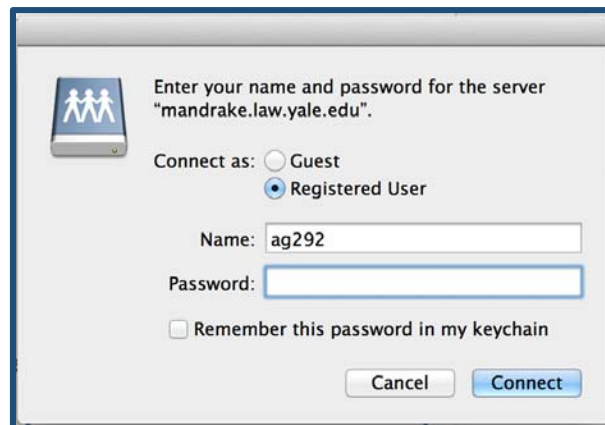 Enter your name and password for the server
“mandrake.law.yale.edu”.
Connect as: Guest
Registered User
Name: ag292
Password:
Remember this password in my keychain
Cancel Connect